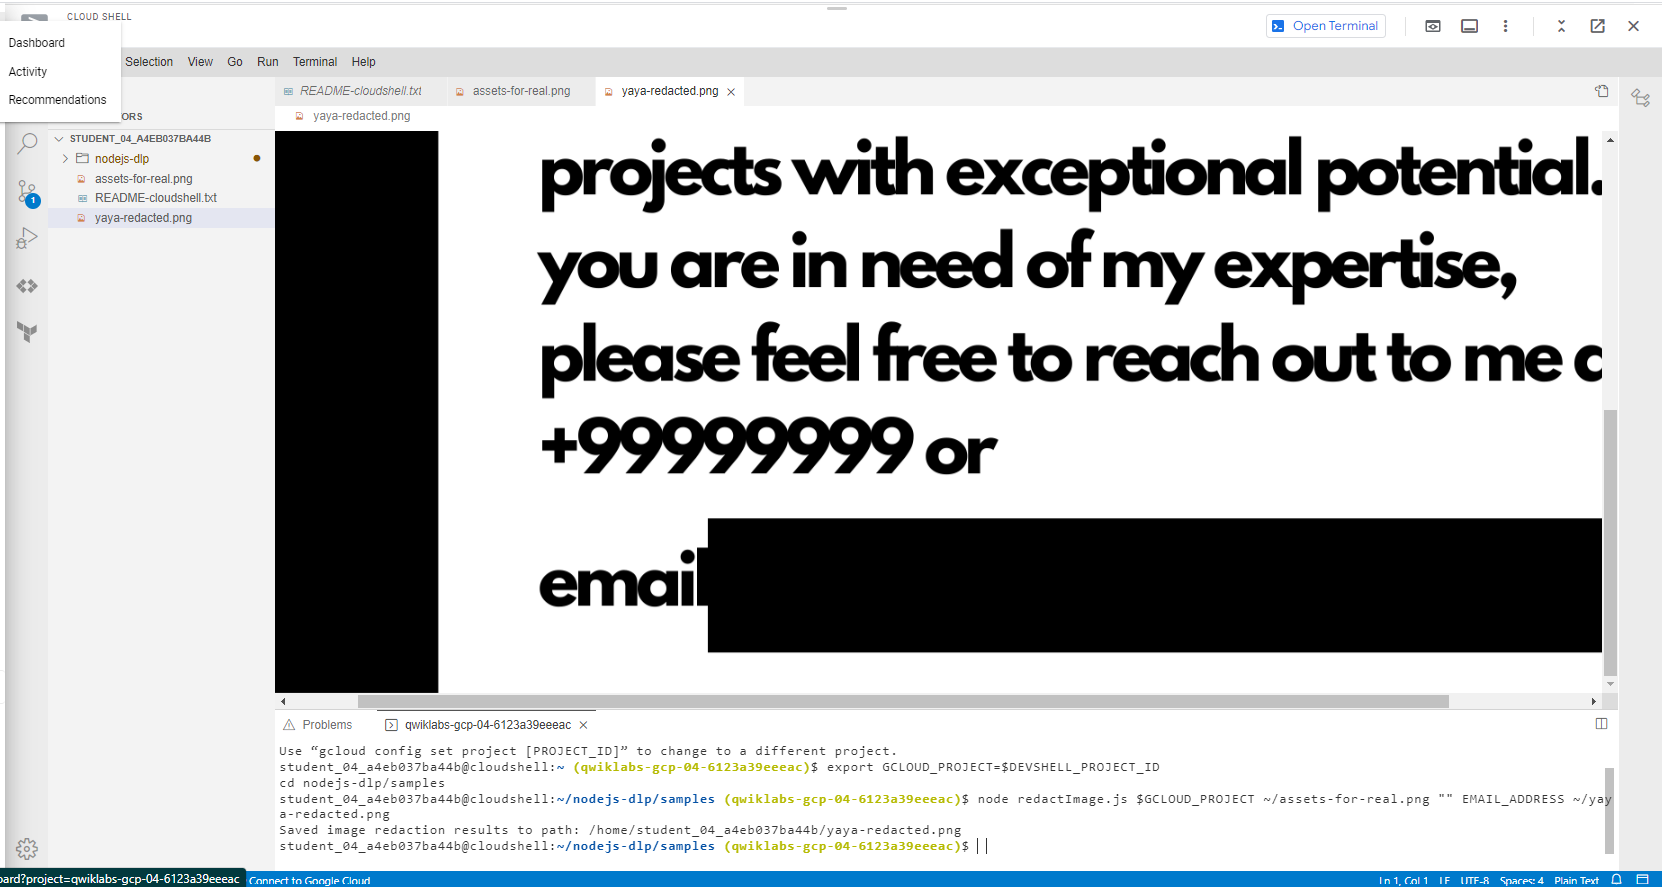 CLOUD SHELL
Open Terminal
Dashboard
Activity
Recommendations
Selection View Go Run Terminal Help
ORS
README-cloudshell.txt
assets-for-real.png
yaya-redacted.png
yaya-redacted.png
STUDENT_04_A4EB037BA44B
nodejs-dlp
assets-for-real.png
README-cloudshell.txt
yaya-redacted.png
1
projects with exceptional potential.
you are in need of my expertise,
please feel free to reach out to me
+99999999 or
email
Problems
qwiklabs-gcp-04-6123a39eeeac
Use “gcloud config set project [PROJECT_ID]” to change to a different project.
student_04_a4eb037ba44b@cloudshell:~ (qwiklabs-gcp-04-6123a39eeeac)$ export GCLOUD_PROJECT=$DEVSHELL_PROJECT_ID
cd nodejs-dlp/samples
student_04_a4eb037ba44b@cloudshell:~/nodejs-dlp/samples (qwiklabs-gcp-04-6123a39eeeac)$ node redactImage.js $GCLOUD_PROJECT ~/assets-for-real.png "" EMAIL_ADDRESS ~/yay
a-redacted.png
Saved image redaction results to path: /home/student_04_a4eb037ba44b/yaya-redacted.png
student_04_a4eb037ba44b@cloudshell:~/nodejs-dlp/samples (qwiklabs-gcp-04-6123a39eeeac)$
oard?project=qwiklabs-gcp-04-6123a39eeeac
Connect to Google Cloud
Ln 1, Col 1 LF UTF-8 Spaces: 4 Plain Text